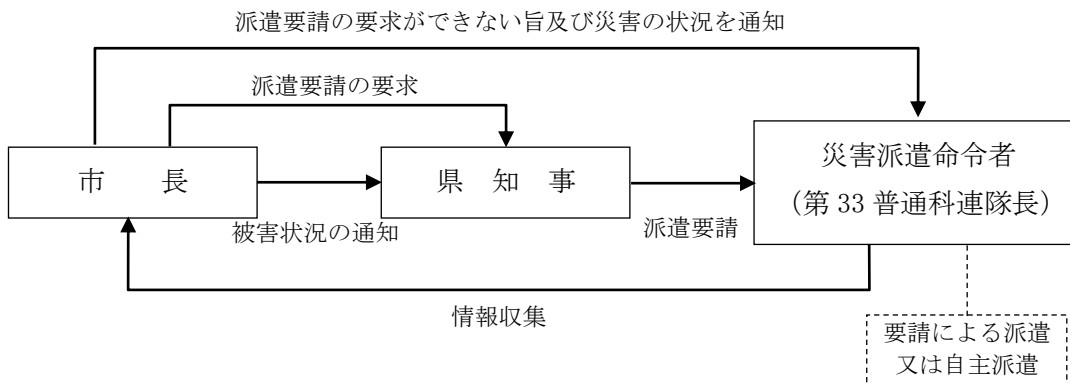 派遣要請の要求ができない旨及び災害の状況を通知
派遣要請の要求
市　長
県　知　事
災害派遣命令者
（第 33 普通科連隊長）
被害状況の通知
派遣要請
情報収集
要請による派遣
又は自主派遣